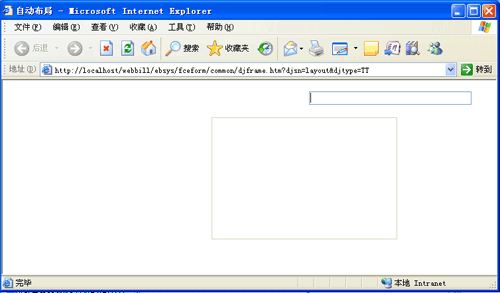 自动布局 - Microsoft Internet Explorer
文件(F) 编辑(E) 查看(V) 收藏(A) 工具(T) 帮助(H)
后退 搜索 收藏夹
地址(D) http://localhost/webbill/ebsys/fceform/common/djframe.htm?djsn=layout&djtype=TT 转到
完毕 本地 Intranet